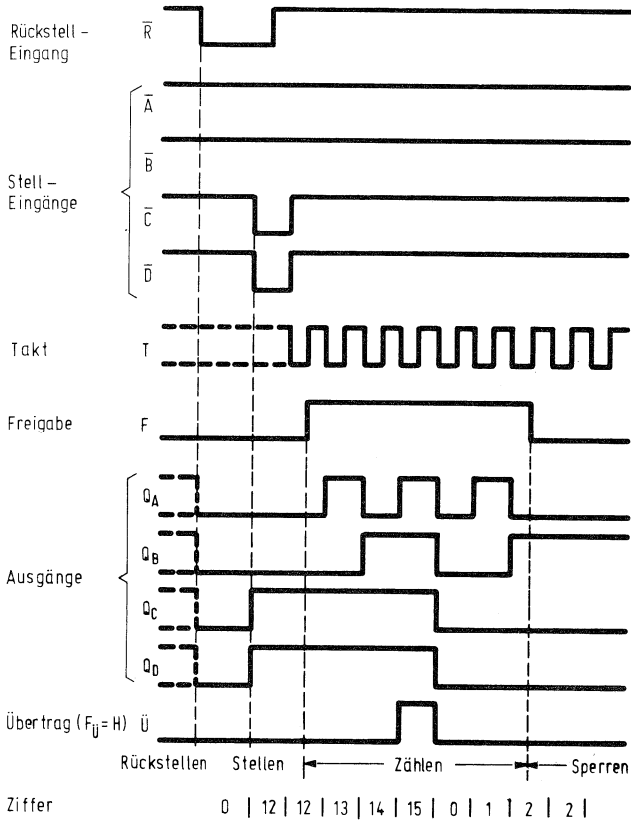 Rückstell-
Eingang
R̅
A̅
B̅
Stell-
Eingänge
C̅
D̅
Takt T
Freigabe F
Q_A
Q_B
Ausgänge
Q_C
Q_D
Übertrag (F_Ü=H) Ü
Rückstellen Stellen Zählen Sperren
Ziffer 0 | 12 | 12 | 13 | 14 | 15 | 0 | 1 | 2 | 2 |